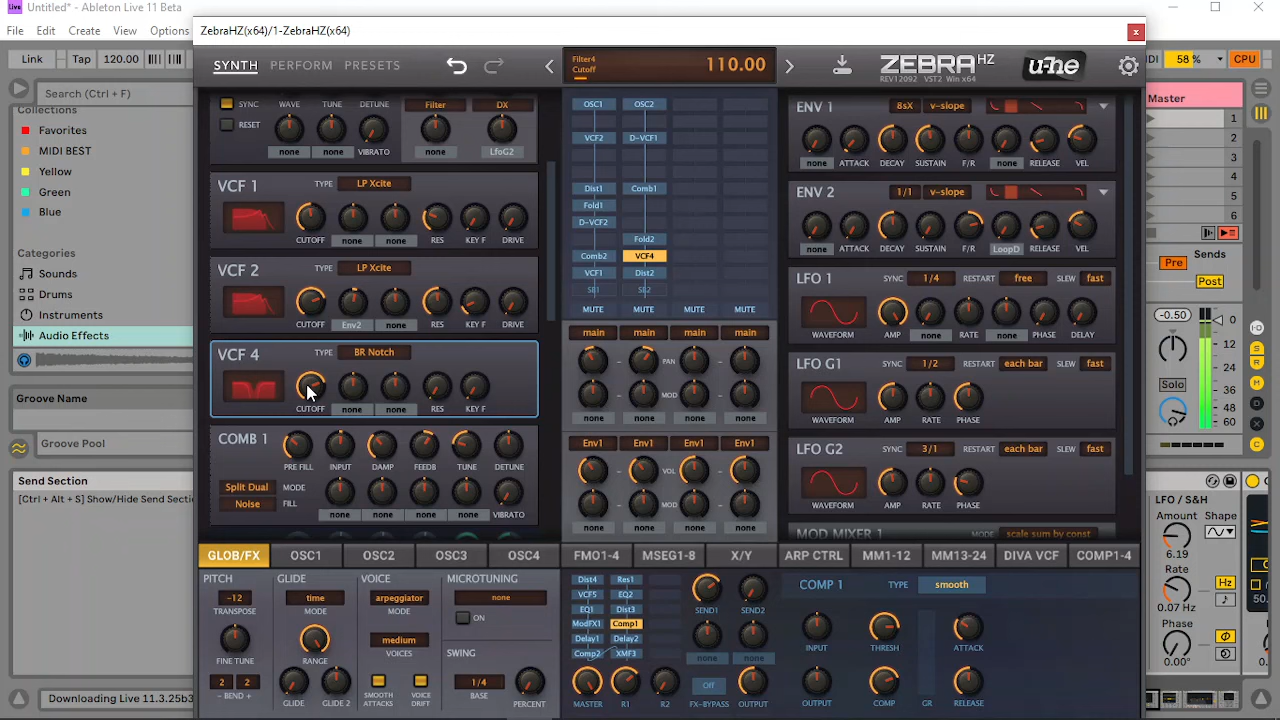 Untitled* - Ableton Live 11 Beta
File Edit Create View Options
Link Tap 120.00
Search (Ctrl + F)
Collections
Favorites
MIDI BEST
Yellow
Green
Blue
Categories
Sounds
Drums
Instruments
Audio Effects
Groove Name
Groove Pool
Send Section
[Ctrl + Alt + S] Show/Hide Send Sectio
Downloading Live 11.3.25b3
ZebraHZ(x64)/1-ZebraHZ(x64)
SYNTH PERFORM PRESETS
Filter4
Cutoff
110.00
ZEBRA HZ
REV12092 VST2 Win x64
u-he
SYNC WAVE TUNE DETUNE Filter DX
RESET
none none VIBRATO none LfoG2
VCF 1 TYPE LP Xcite
CUTOFF none none RES KEY F DRIVE
VCF 2 TYPE LP Xcite
CUTOFF Env2 none RES KEY F DRIVE
VCF 4 TYPE BR Notch
CUTOFF none none RES KEY F
COMB 1
PRE FILL INPUT DAMP FEEDB TUNE DETUNE
Split Dual MODE
Noise FILL
none none none none VIBRATO
OSC1 OSC2
VCF2 D-VCF1
Dist1 Comb1
Fold1
D-VCF2
Fold2
Comb2 VCF4
VCF1 Dist2
SB1 SB2
MUTE MUTE MUTE MUTE
main main main main
PAN
MOD
none none none none
Env1 Env1 Env1 Env1
VOL
MOD
none none none none
ENV 1 8sX v-slope
none ATTACK DECAY SUSTAIN F/R none RELEASE VEL
ENV 2 1/1 v-slope
none ATTACK DECAY SUSTAIN F/R LoopD RELEASE VEL
LFO 1 SYNC 1/4 RESTART free SLEW fast
WAVEFORM AMP none RATE none PHASE DELAY
LFO G1 1/2 each bar fast
WAVEFORM AMP RATE PHASE
LFO G2 3/1 each bar fast
WAVEFORM AMP RATE PHASE
MOD MIXER 1 MODE scale sum by const
GLOB/FX OSC1 OSC2 OSC3 OSC4 FMO1-4 MSEG1-8 X/Y ARP CTRL MM1-12 MM13-24 DIVA VCF COMP1-4
PITCH
-12
TRANSPOSE
FINE TUNE
2 2
- BEND +
GLIDE
time
MODE
RANGE
GLIDE GLIDE 2
VOICE
arpeggiator
MODE
medium
VOICES
SMOOTH ATTACKS
VOICE DRIFT
MICROTUNING
none
ON
SWING
1/4
BASE PERCENT
Dist4 Res1
VCF5 EQ2
EQ1 Dist3
ModFX1 Comp1
Delay1 Delay2
Comp2 XMF3
SEND1 SEND2
none none
Off
MASTER R1 R2 FX-BYPASS OUTPUT
COMP 1 TYPE smooth
INPUT THRESH ATTACK
OUTPUT COMP GR RELEASE
IDI 58 % CPU
Master
1
2
3
4
5
6
Sends
Pre
Post
-0.50
0
12
24
36
48
60
Solo
LFO / S&H
Amount Shape
6.19
Rate
Hz
0.07 Hz
Phase
0.00°